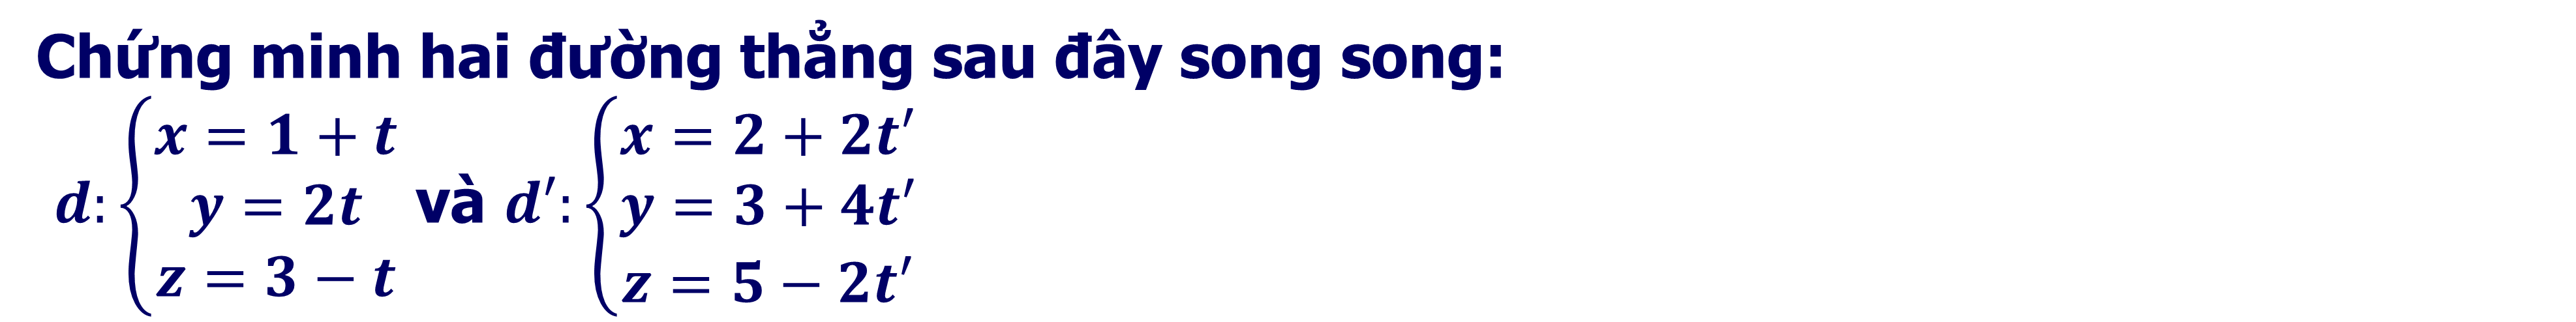 Chứng minh hai đường thẳng sau đây song song:
x = 1 + t x = 2 + 2t′
d: { y = 2t và d′: { y = 3 + 4t′
z = 3 − t z = 5 − 2t′